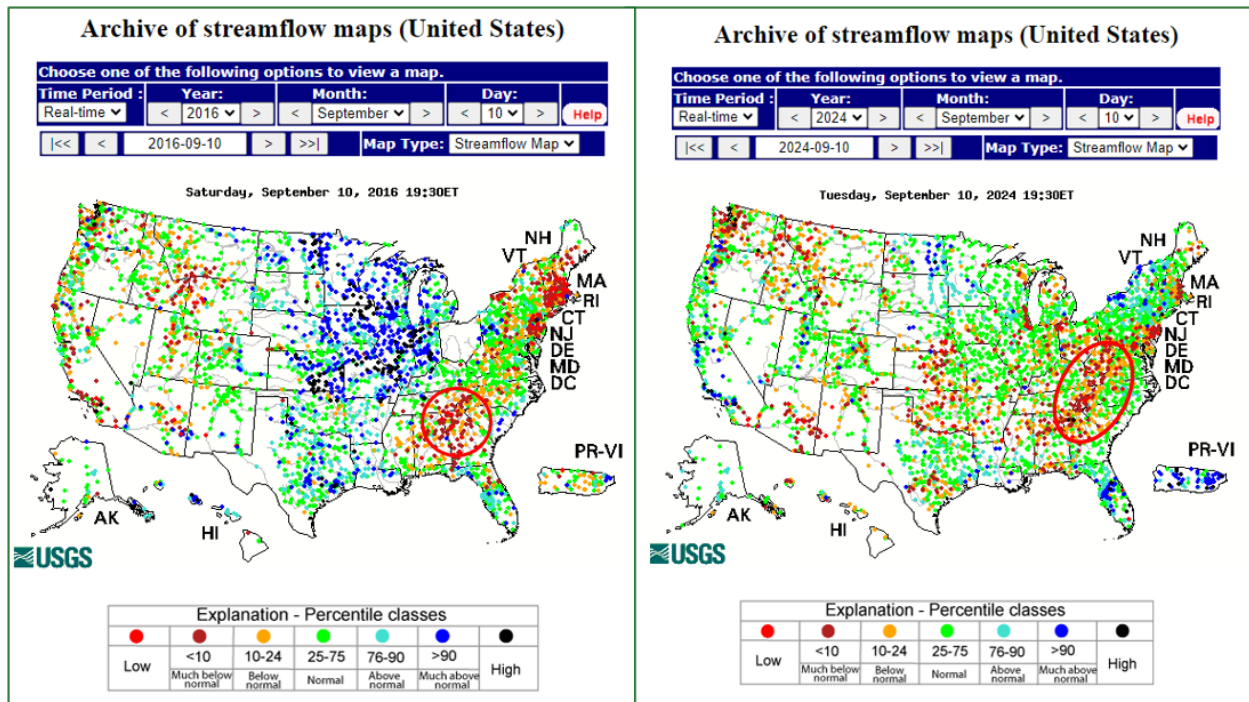 Archive of streamflow maps (United States)
Choose one of the following options to view a map.
Time Period : Year: Month: Day:
Real-time < 2016 > < September > < 10 > Help
|<< < 2016-09-10 > >>| Map Type: Streamflow Map
Saturday, September 10, 2016 19:30ET
NH
VT
MA
RI
CT
NJ
DE
MD
DC
PR-VI
AK
HI
USGS
Explanation - Percentile classes
Low <10 10-24 25-75 76-90 >90 High
Much below normal Below normal Normal Above normal Much above normal
Archive of streamflow maps (United States)
Choose one of the following options to view a map.
Time Period : Year: Month: Day:
Real-time < 2024 > < September > < 10 > Help
|<< < 2024-09-10 > >>| Map Type: Streamflow Map
Tuesday, September 10, 2024 19:30ET
NH
VT
MA
RI
CT
NJ
DE
MD
DC
PR-VI
AK
HI
USGS
Explanation - Percentile classes
Low <10 10-24 25-75 76-90 >90 High
Much below normal Below normal Normal Above normal Much above normal